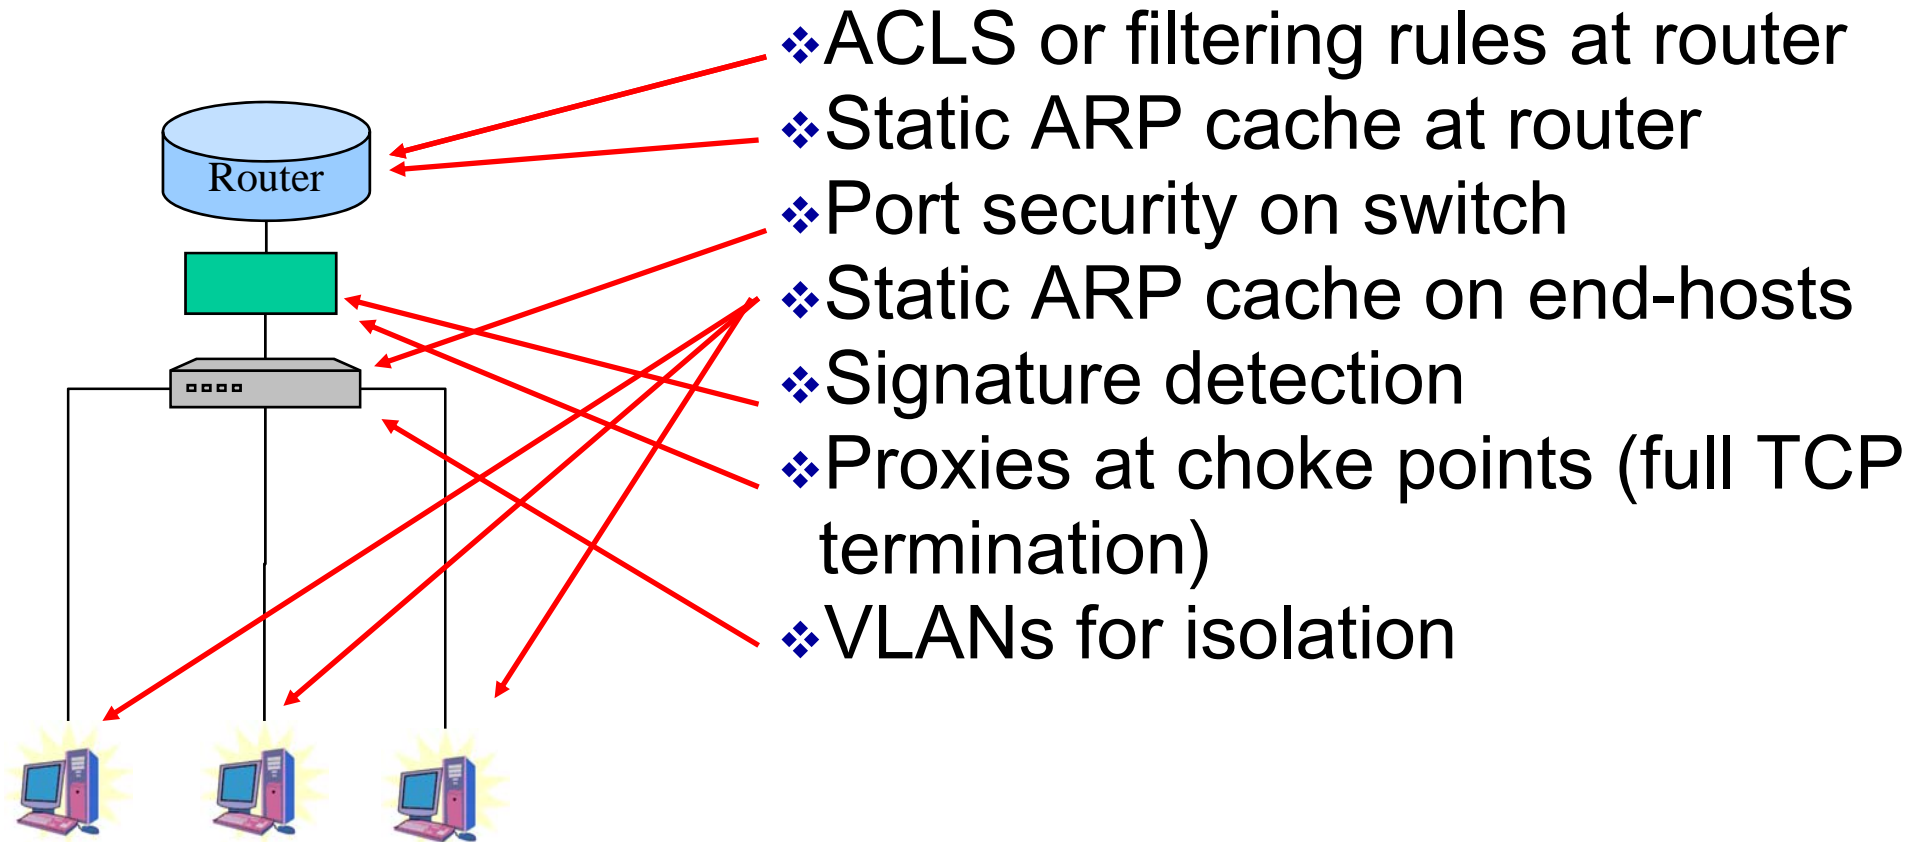 ACLS or filtering rules at router
Static ARP cache at router
Port security on switch
Static ARP cache on end-hosts
Signature detection
Proxies at choke points (full TCP
termination)
VLANs for isolation
Router